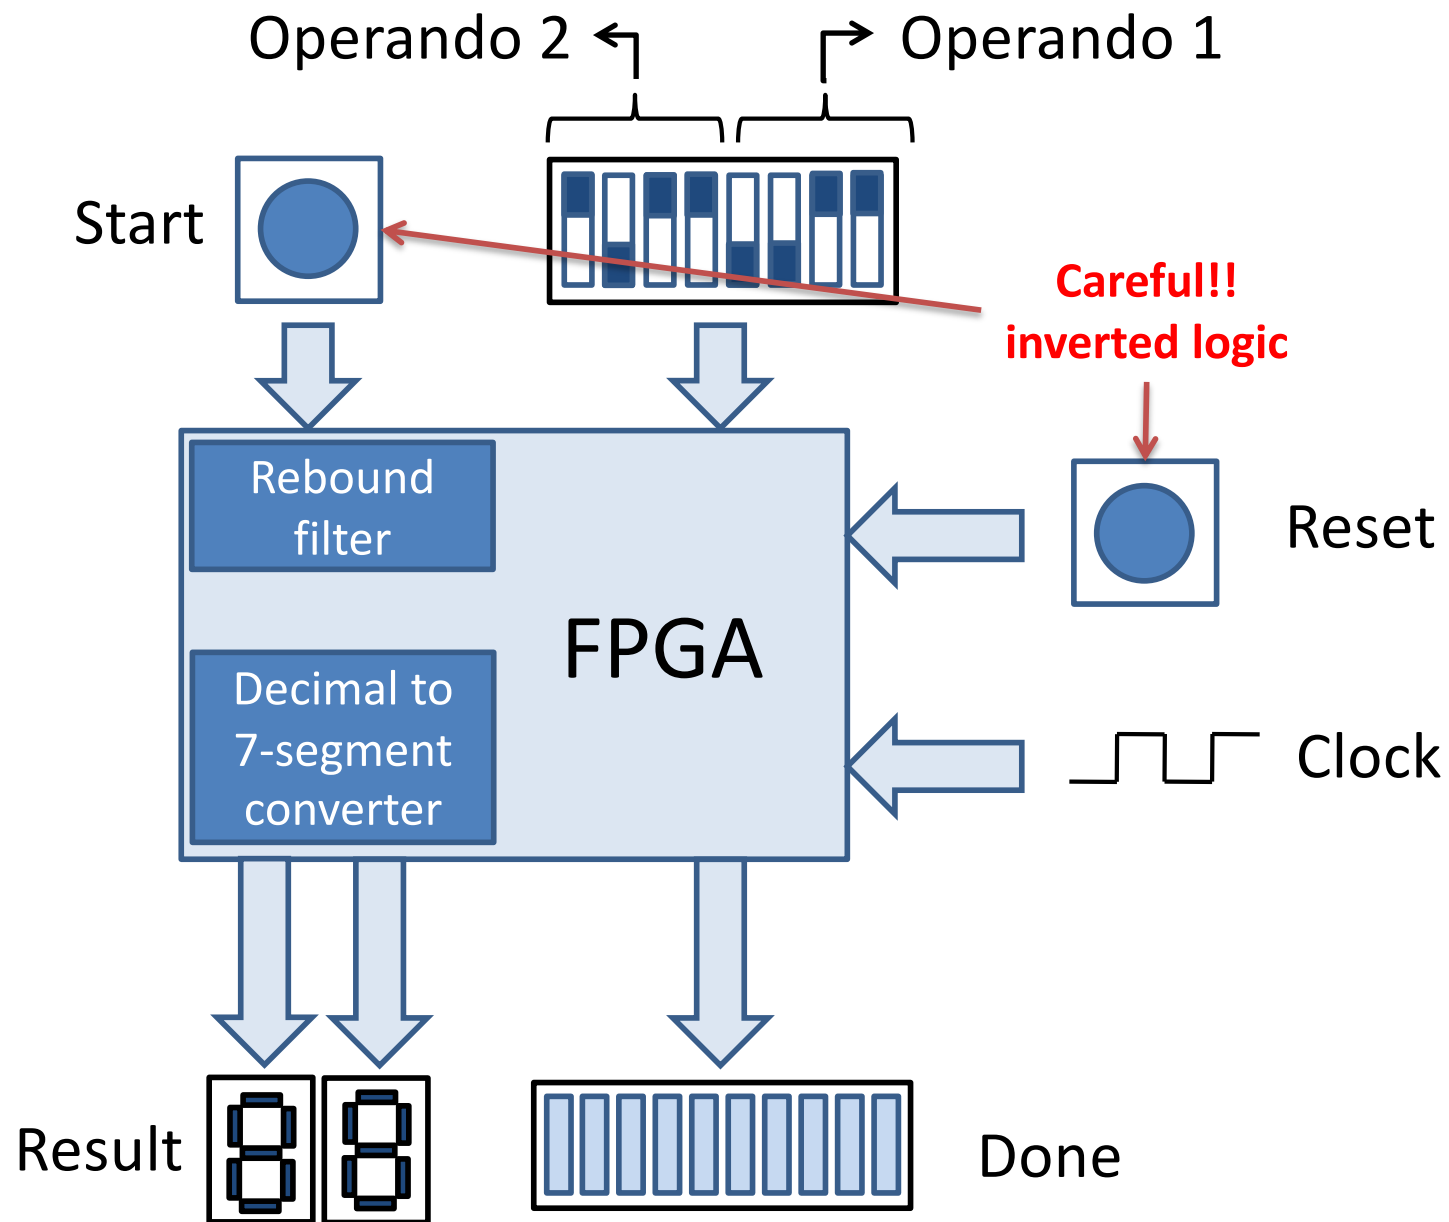 Operando 2
Operando 1
Start
Careful!!
inverted logic
Rebound
filter
Reset
FPGA
Decimal to
7-segment
converter
Clock
Result
Done